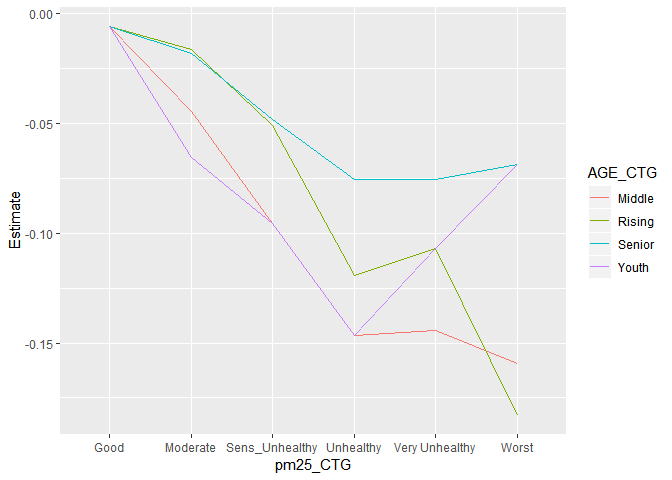 0.00
-0.05
-0.10
-0.15
Estimate
Good Moderate Sens_Unhealthy Unhealthy Very Unhealthy Worst
pm25_CTG
AGE_CTG
Middle
Rising
Senior
Youth